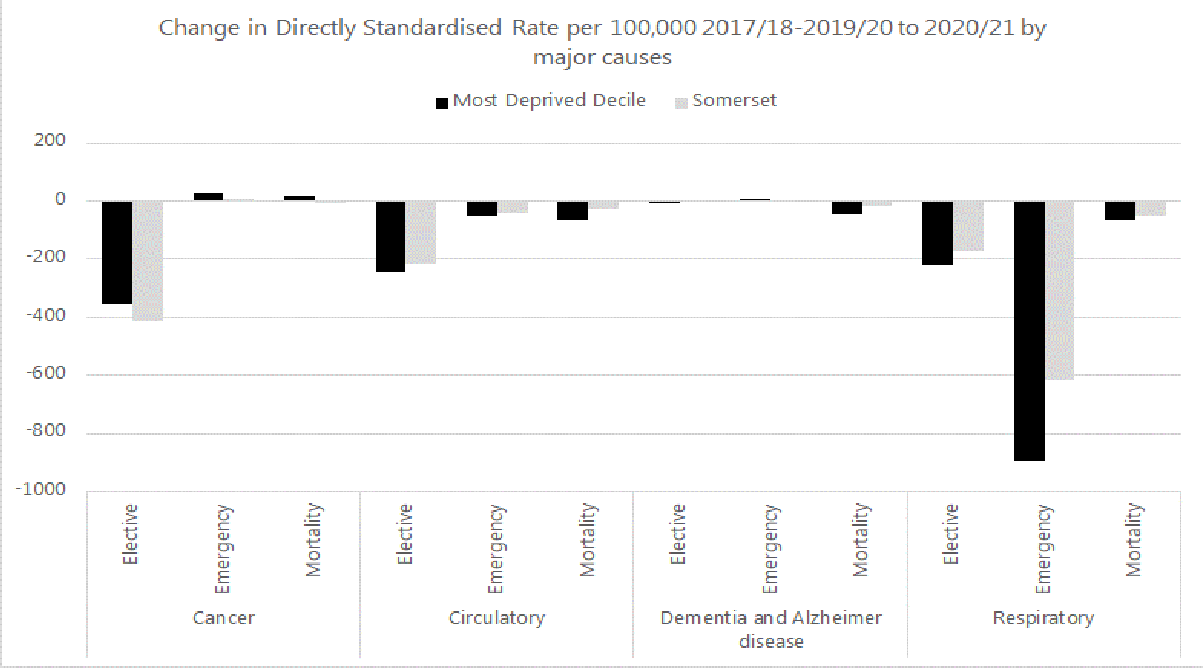 Change in Directly Standardised Rate per 100,000 2017/18-2019/20 to 2020/21 by
major causes
Most Deprived Decile Somerset
200
0
-200
-400
-600
-800
-1000
Elective Emergency Mortality Elective Emergency Mortality Elective Emergency Mortality Elective Emergency Mortality
Cancer Circulatory Dementia and Alzheimer Respiratory
disease